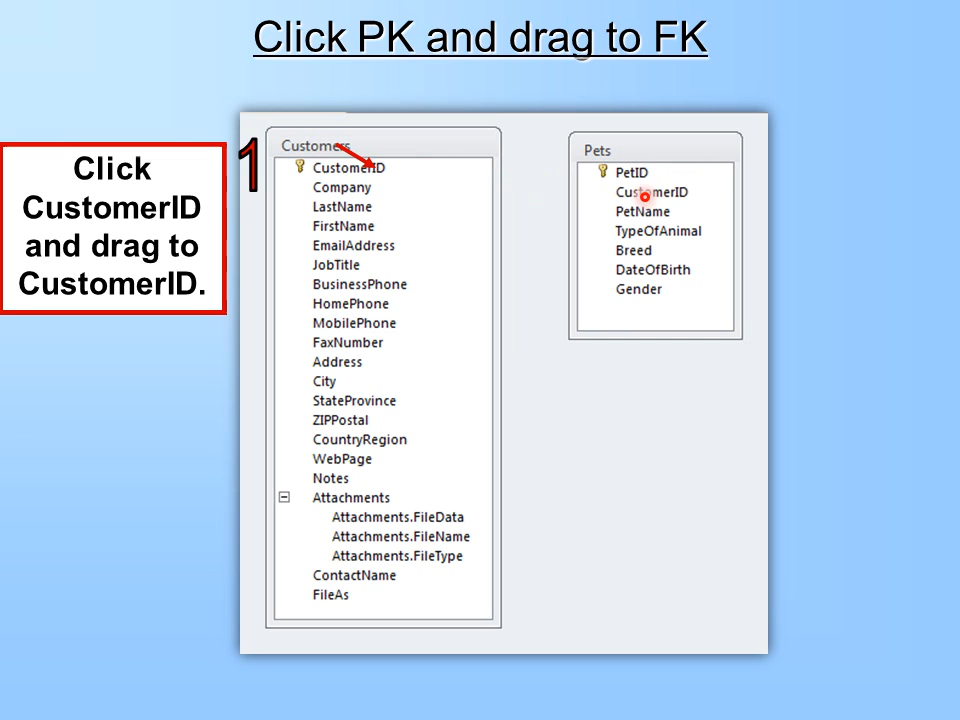 Click PK and drag to FK
Click
CustomerID
and drag to
CustomerID.
1
Customers
CustomerID
Company
LastName
FirstName
EmailAddress
JobTitle
BusinessPhone
HomePhone
MobilePhone
FaxNumber
Address
City
StateProvince
ZIPPostal
CountryRegion
WebPage
Notes
Attachments
Attachments.FileData
Attachments.FileName
Attachments.FileType
ContactName
FileAs
Pets
PetID
CustomerID
PetName
TypeOfAnimal
Breed
DateOfBirth
Gender